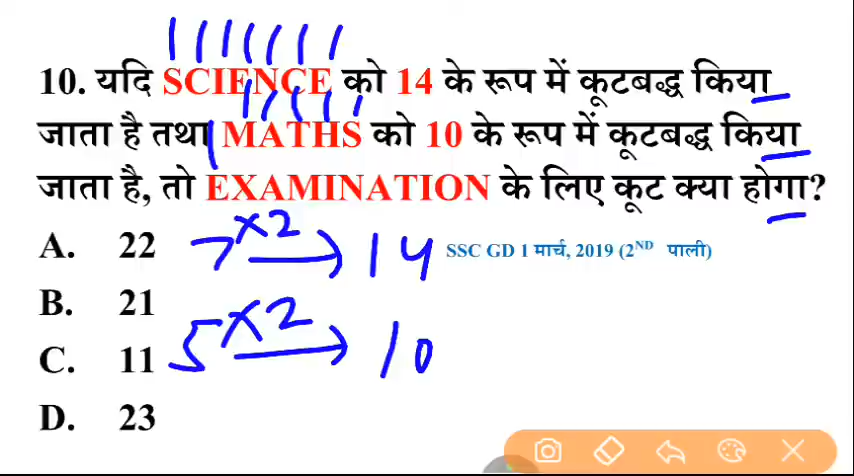 10. यदि SCIENCE को 14 के रूप में कूटबद्ध किया
जाता है तथा MATHS को 10 के रूप में कूटबद्ध किया
जाता है, तो EXAMINATION के लिए कूट क्या होगा?
A. 22
7 ×2 → 14
SSC GD 1 मार्च, 2019 (2ND पाली)
B. 21
5 ×2 → 10
C. 11
D. 23